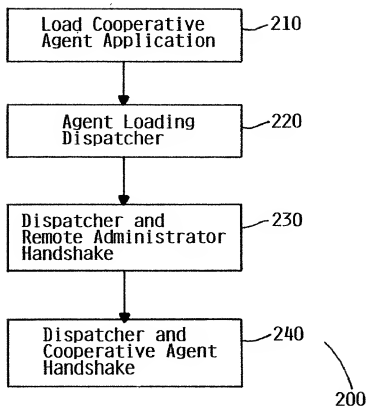 Load Cooperative
Agent Application
210
Agent Loading
Dispatcher
220
Dispatcher and
Remote Administrator
Handshake
230
Dispatcher and
Cooperative Agent
Handshake
240
200